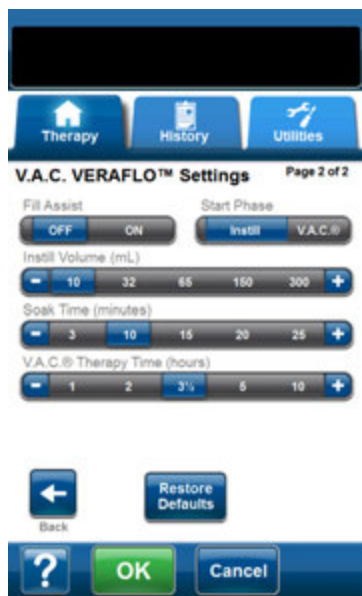 Therapy History Utilities
V.A.C. VERAFLO™ Settings Page 2 of 2
Fill Assist Start Phase
OFF ON Instill V.A.C.®
Instill Volume (mL)
- 10 32 65 150 300 +
Soak Time (minutes)
- 3 10 15 20 25 +
V.A.C.® Therapy Time (hours)
- 1 2 3½ 5 10 +
Restore
Defaults
Back
? OK Cancel